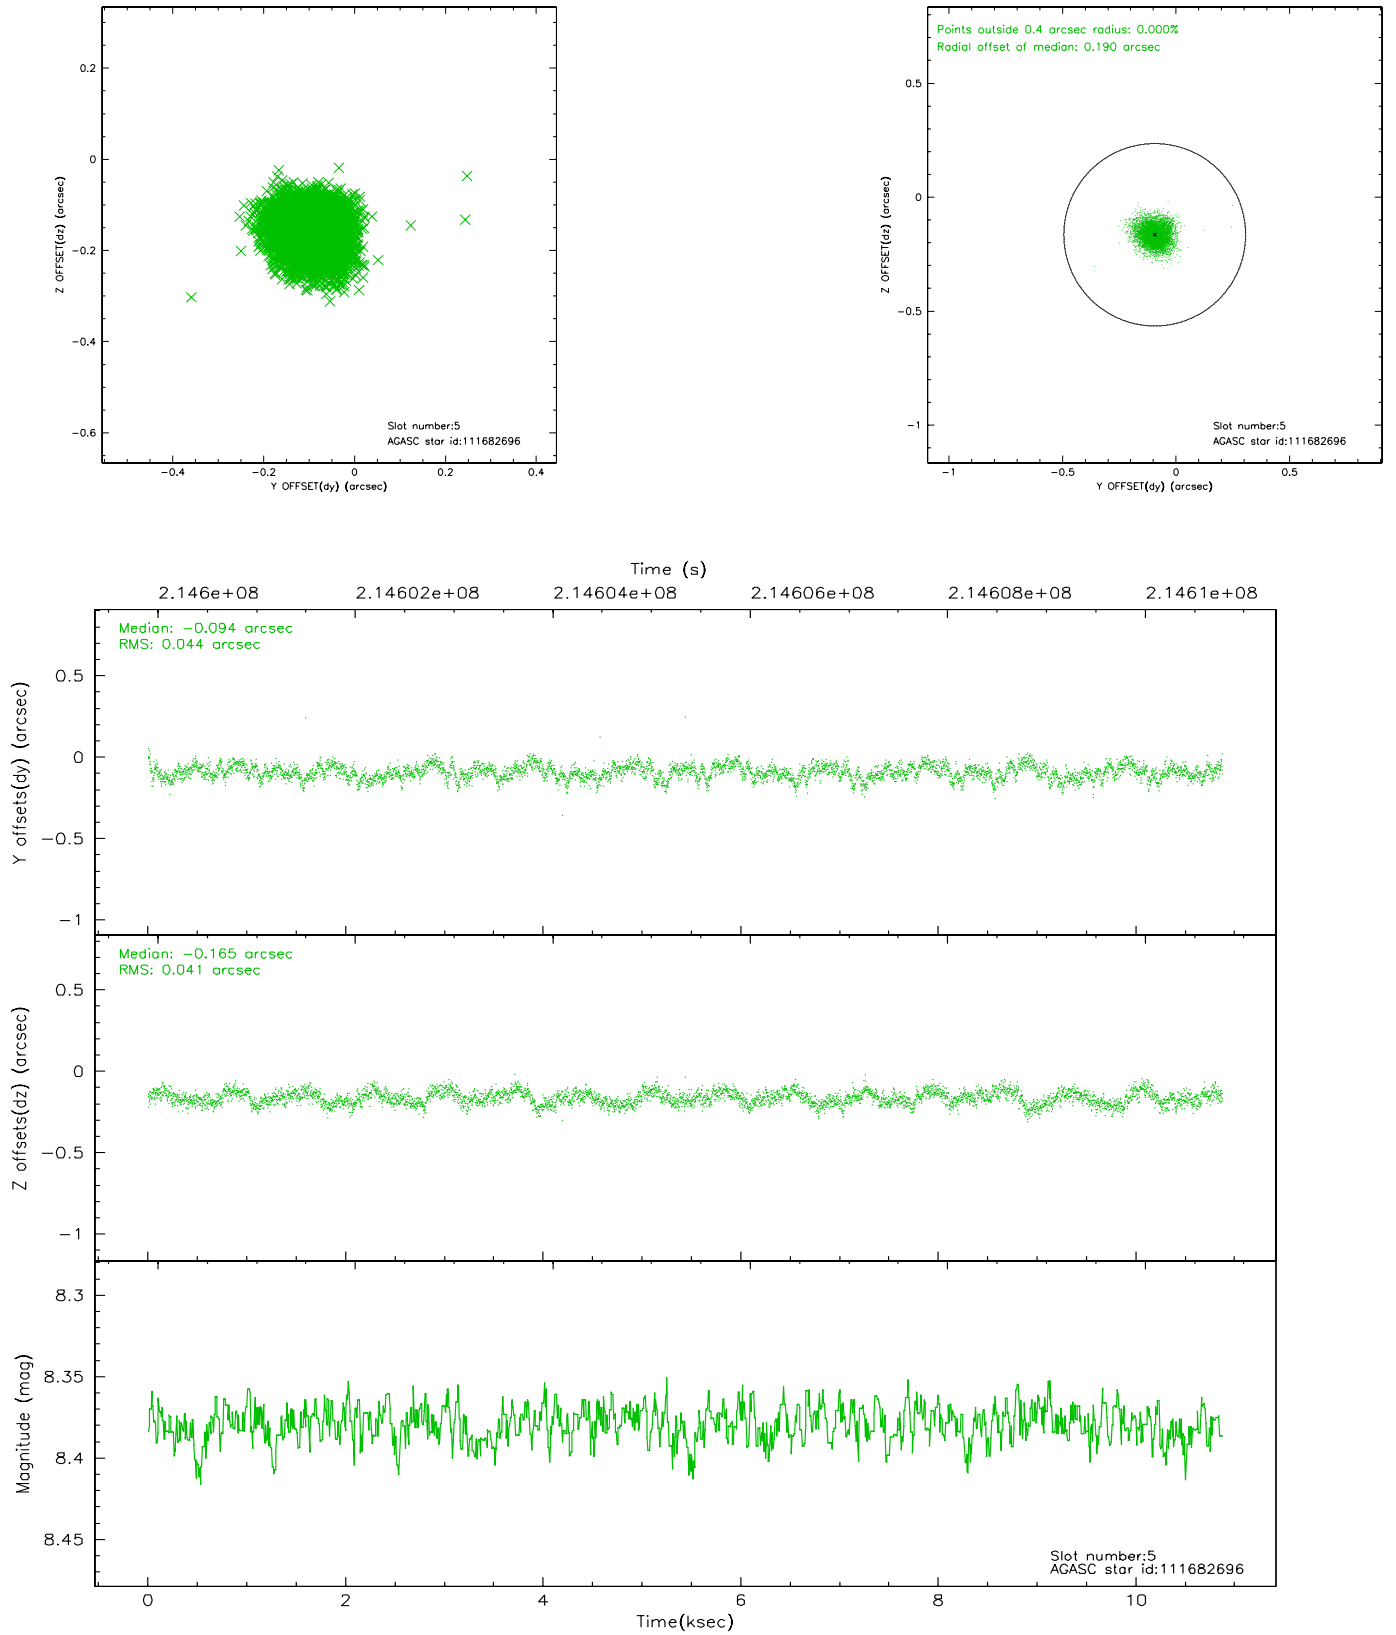 0.2
0
−0.2
−0.4
−0.6
Z OFFSET(dz) (arcsec)
Slot number:5
AGASC star id:111682696
−0.4 −0.2 0 0.2 0.4
Y OFFSET(dy) (arcsec)
Points outside 0.4 arcsec radius: 0.000%
Radial offset of median: 0.190 arcsec
0.5
0
−0.5
−1
Z OFFSET(dz) (arcsec)
Slot number:5
AGASC star id:111682696
−1 −0.5 0 0.5
Y OFFSET(dy) (arcsec)
Time (s)
2.146e+08 2.14602e+08 2.14604e+08 2.14606e+08 2.14608e+08 2.1461e+08
Median: −0.094 arcsec
RMS: 0.044 arcsec
0.5
0
−0.5
−1
Y offsets(dy) (arcsec)
Median: −0.165 arcsec
RMS: 0.041 arcsec
0.5
0
−0.5
−1
Z offsets(dz) (arcsec)
8.3
8.35
8.4
8.45
Magnitude (mag)
Slot number:5
AGASC star id:111682696
0 2 4 6 8 10
Time(ksec)